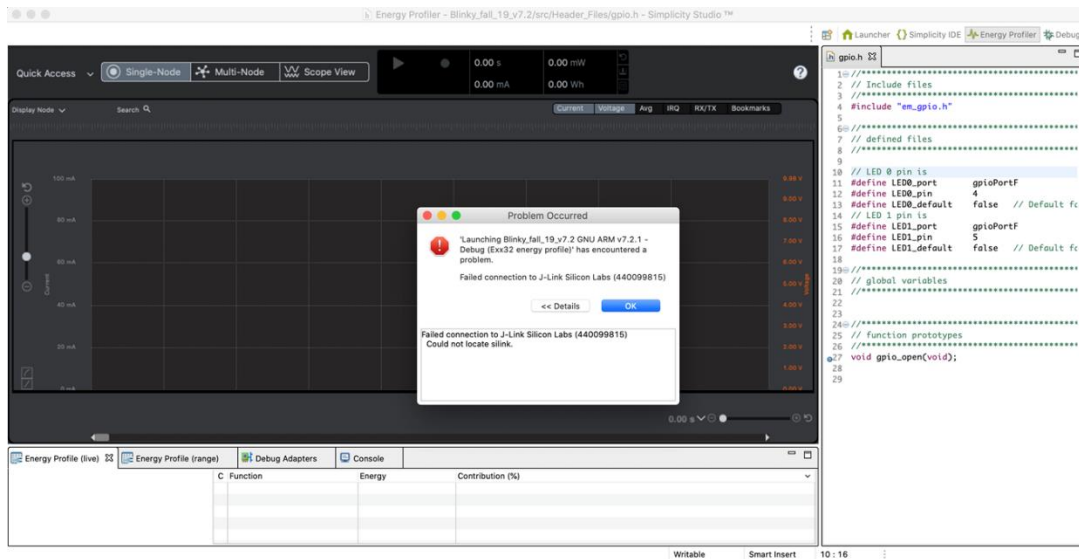 Energy Profiler - Blinky_fall_19_v7.2/src/Header_Files/gpio.h - Simplicity Studio ™
Launcher {} Simplicity IDE Energy Profiler Debug
Quick Access Single-Node Multi-Node Scope View
0.00 s 0.00 mW
0.00 mA 0.00 Wh
?
Display Node Search Current Voltage Avg IRQ RX/TX Bookmarks
100 mA
80 mA
60 mA
40 mA
20 mA
0 mA
Current
9.00 V
8.00 V
7.00 V
6.00 V
5.00 V
4.00 V
3.00 V
2.00 V
1.00 V
0.00 V
Voltage
0.00 s
Problem Occurred
'Launching Blinky_fall_19_v7.2 GNU ARM v7.2.1 -
Debug (Exx32 energy profile)' has encountered a
problem.
Failed connection to J-Link Silicon Labs (440099815)
<< Details OK
Failed connection to J-Link Silicon Labs (440099815)
Could not locate silink.
Energy Profile (live) Energy Profile (range) Debug Adapters Console
C Function Energy Contribution (%)
gpio.h
1 //***************************************
2 // Include files
3 //***************************************
4 #include "em_gpio.h"
5
6 //***************************************
7 // defined files
8 //***************************************
9
10 // LED 0 pin is
11 #define LED0_port gpioPortF
12 #define LED0_pin 4
13 #define LED0_default false // Default fo
14 // LED 1 pin is
15 #define LED1_port gpioPortF
16 #define LED1_pin 5
17 #define LED1_default false // Default fo
18
19 //***************************************
20 // global variables
21 //***************************************
22
23
24 //***************************************
25 // function prototypes
26 //***************************************
27 void gpio_open(void);
28
29
Writable Smart Insert 10 : 16